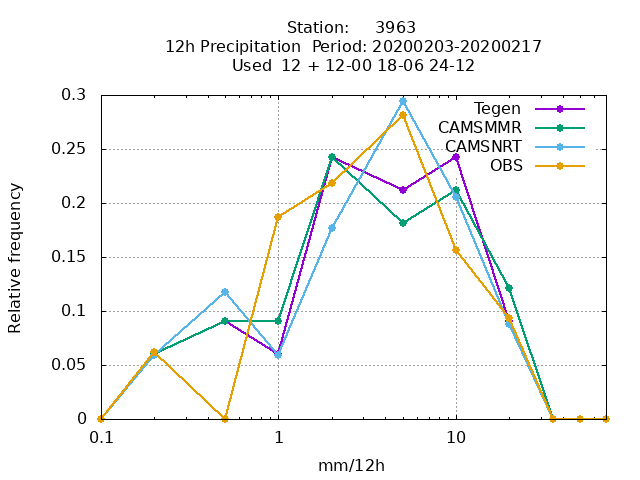 Station: 3963
12h Precipitation Period: 20200203-20200217
Used 12 + 12-00 18-06 24-12
0.3
0.25
0.2
0.15
0.1
0.05
0
0.1 1 10
Relative frequency
mm/12h
Tegen
CAMSMMR
CAMSNRT
OBS